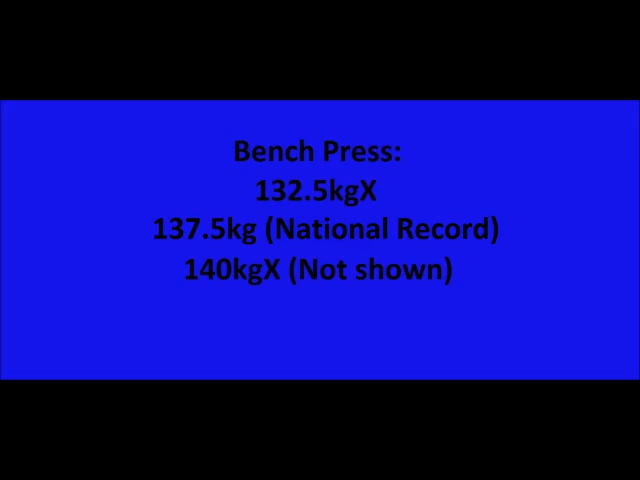 Bench Press:
132.5kgX
137.5kg (National Record)
140kgX (Not shown)